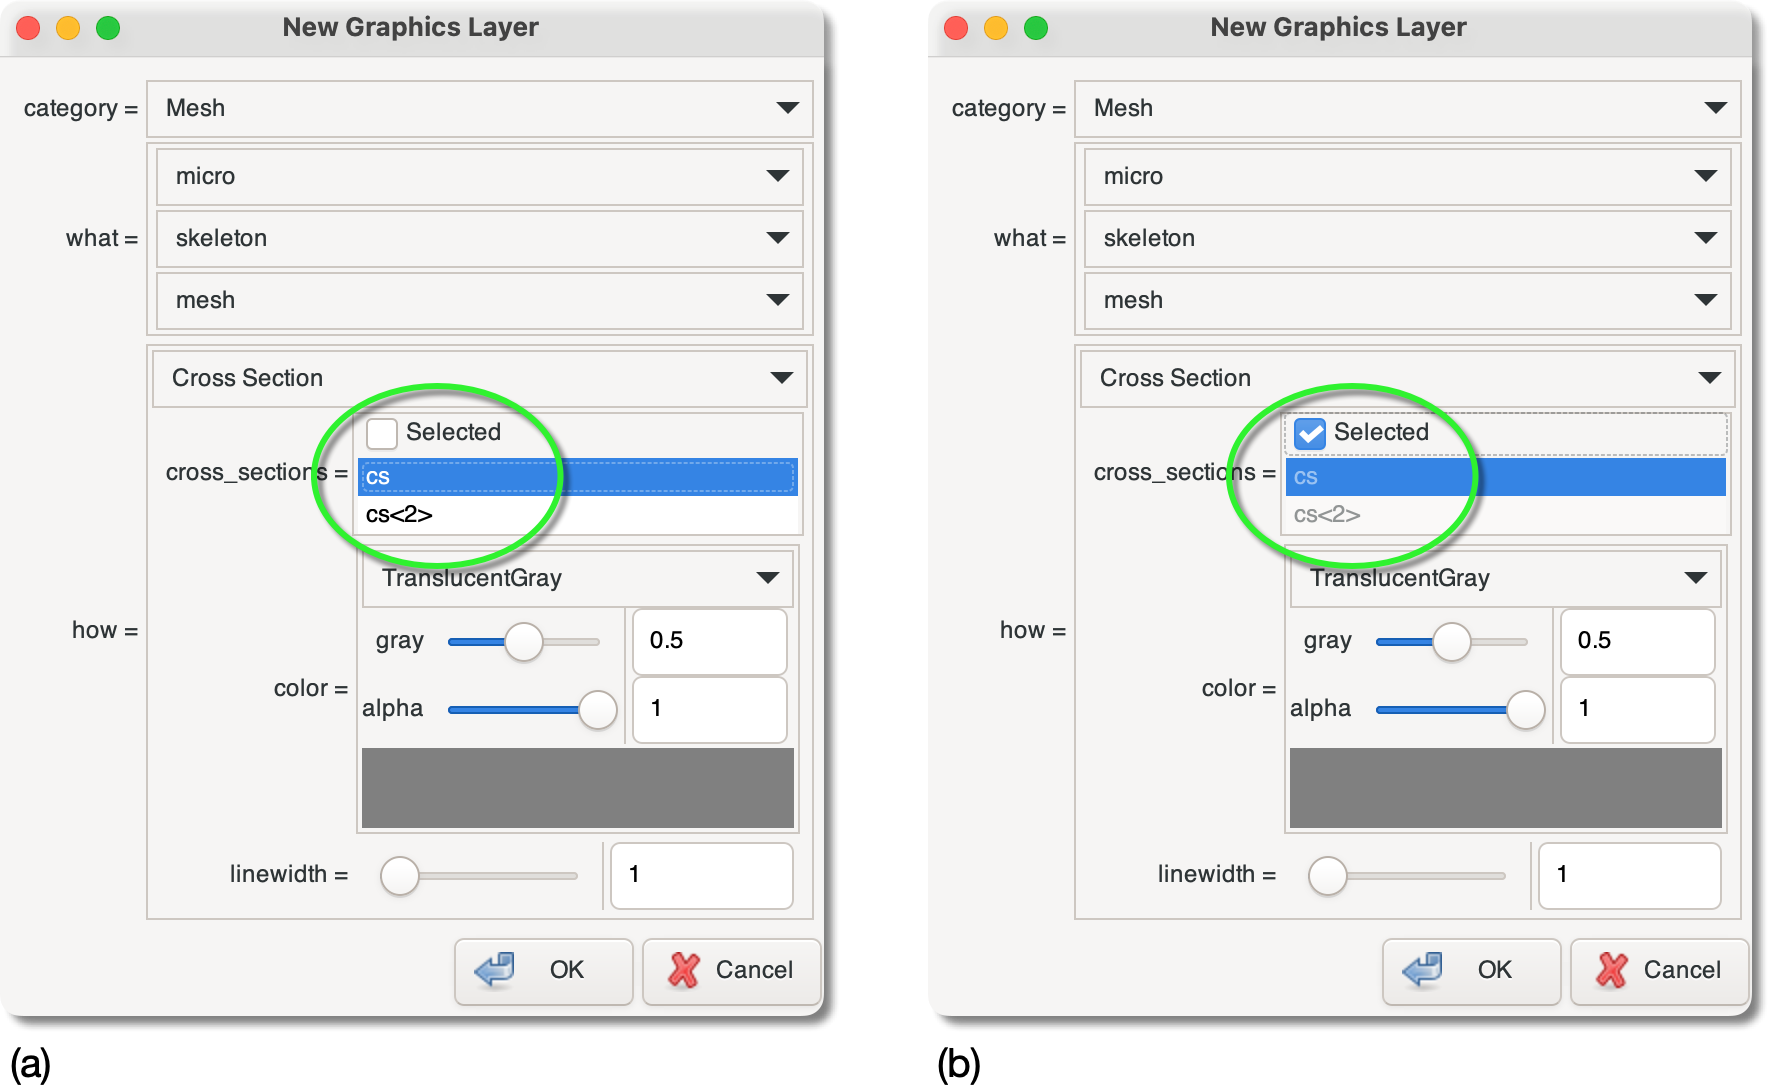 New Graphics Layer
category = Mesh
what = micro
skeleton
mesh
Cross Section
Selected
cross_sections = cs
cs<2>
how =
TranslucentGray
gray 0.5
color =
alpha 1
linewidth = 1
OK Cancel
(a)
New Graphics Layer
category = Mesh
micro
what = skeleton
mesh
Cross Section
Selected
cross_sections = cs
cs<2>
TranslucentGray
how =
gray 0.5
color =
alpha 1
linewidth = 1
OK Cancel
(b)